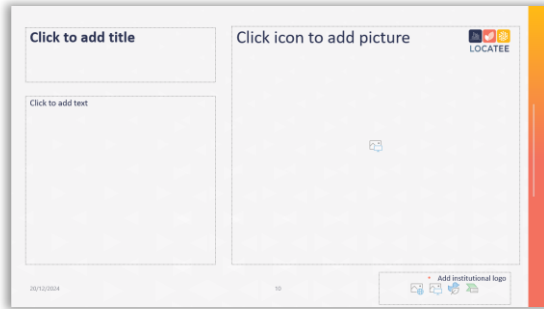 Click to add title
Click icon to add picture
LOCATEE
Click to add text
Add institutional logo
20/12/2024
10